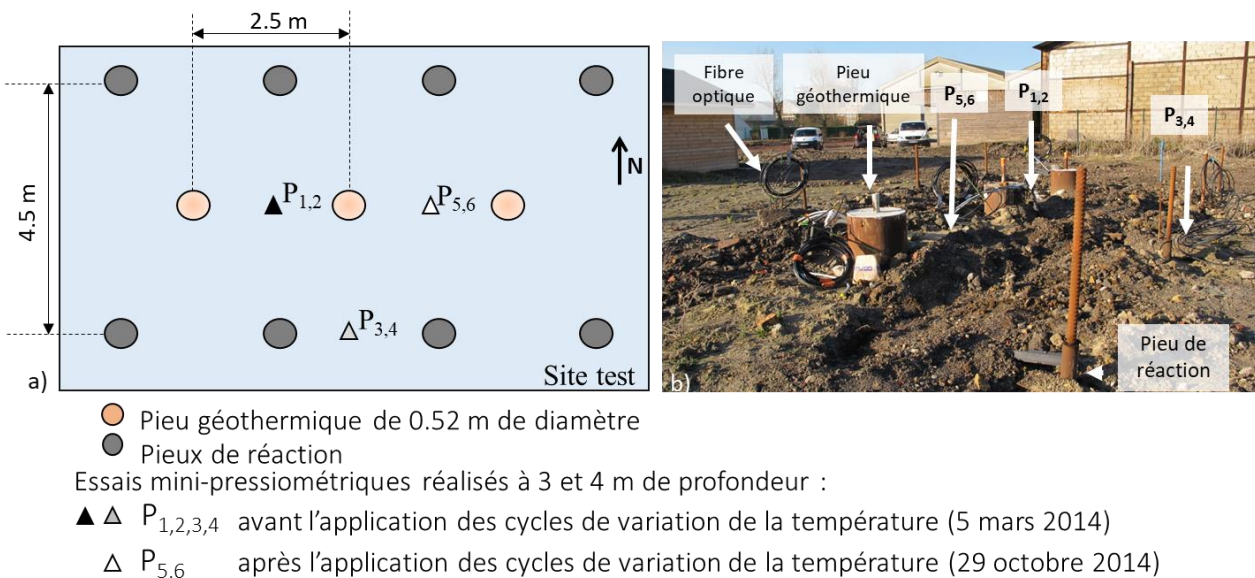 2.5 m
4.5 m
N
P1,2
P5,6
P3,4
a)
Site test
Fibre
optique
Pieu
géothermique
P5,6
P1,2
P3,4
b)
Pieu de
réaction
Pieu géothermique de 0.52 m de diamètre
Pieux de réaction
Essais mini-pressiométriques réalisés à 3 et 4 m de profondeur :
P1,2,3,4 avant l’application des cycles de variation de la température (5 mars 2014)
P5,6 après l’application des cycles de variation de la température (29 octobre 2014)